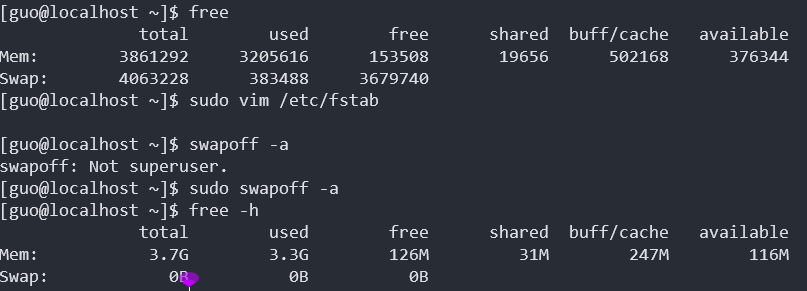 [guo@localhost ~]$ free
              total        used        free      shared  buff/cache   available
Mem:        3861292     3205616      153508       19656      502168      376344
Swap:       4063228      383488     3679740
[guo@localhost ~]$ sudo vim /etc/fstab
[guo@localhost ~]$ swapoff -a
swapoff: Not superuser.
[guo@localhost ~]$ sudo swapoff -a
[guo@localhost ~]$ free -h
              total        used        free      shared  buff/cache   available
Mem:           3.7G        3.3G        126M         31M        247M        116M
Swap:            0B          0B          0B